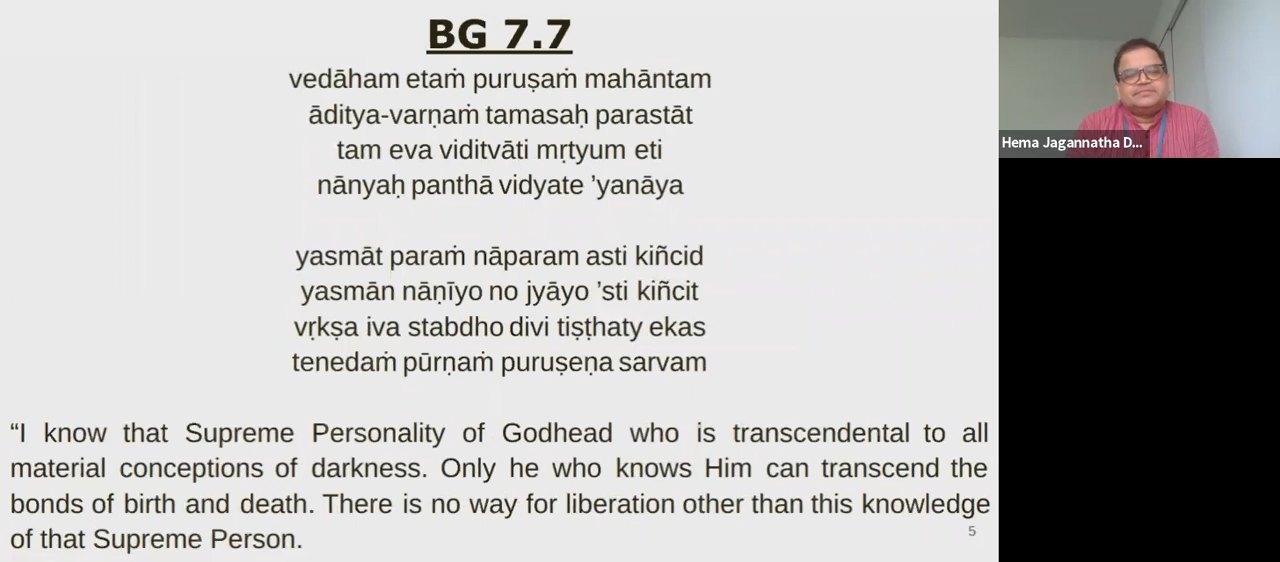 BG 7.7
vedāham etaṁ puruṣaṁ mahāntam
āditya-varṇaṁ tamasaḥ parastāt
tam eva viditvāti mṛtyum eti
nānyaḥ panthā vidyate ’yanāya
yasmāt paraṁ nāparam asti kiñcid
yasmān nāṇīyo no jyāyo ’sti kiñcit
vṛkṣa iva stabdho divi tiṣṭhaty ekas
tenedaṁ pūrṇaṁ puruṣeṇa sarvam
“I know that Supreme Personality of Godhead who is transcendental to all
material conceptions of darkness. Only he who knows Him can transcend the
bonds of birth and death. There is no way for liberation other than this knowledge
of that Supreme Person.
5
Hema Jagannatha D...